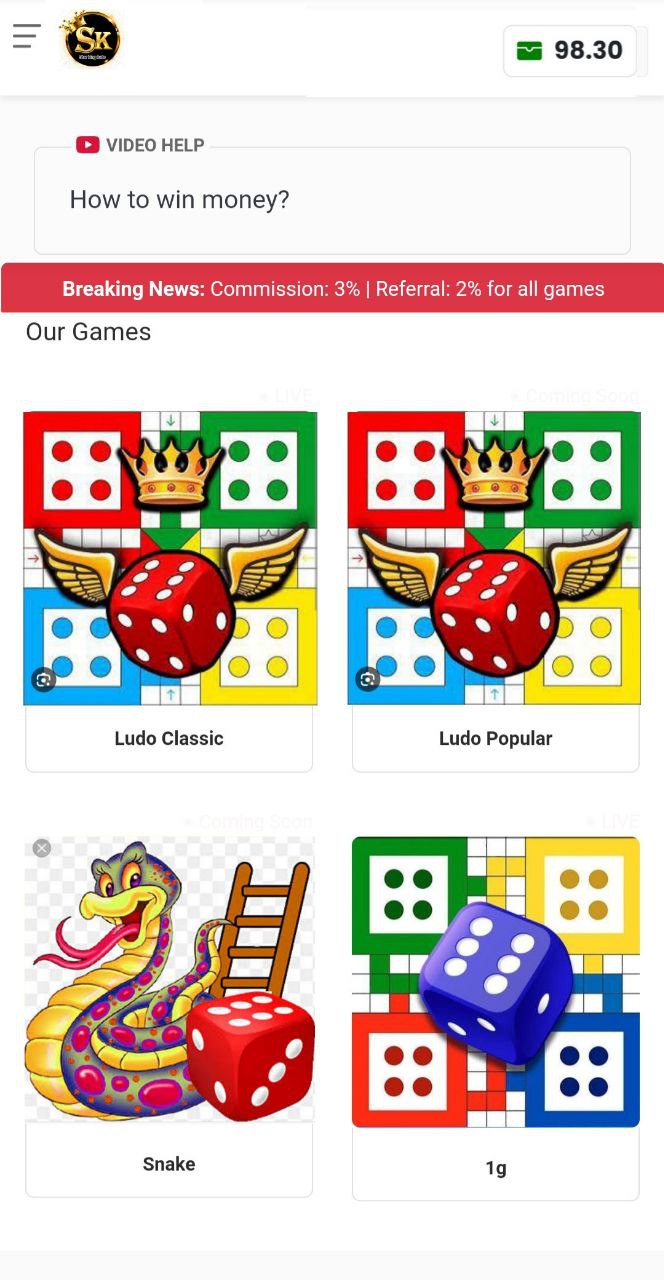 SK
98.30
VIDEO HELP
How to win money?
Breaking News: Commission: 3% | Referral: 2% for all games
Our Games
LIVE
Coming Soon
Ludo Classic
Ludo Popular
Coming Soon
LIVE
Snake
1g